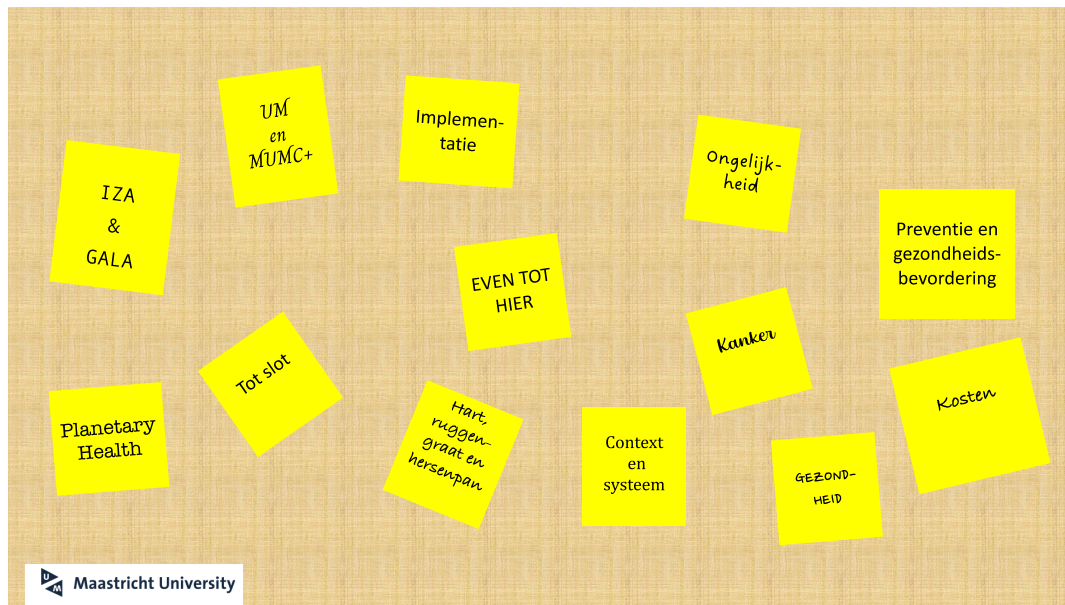 UM
en
MUMC+
Implemen-
tatie
Ongelijk-
heid
IZA
&
GALA
Preventie en
gezondheids-
bevordering
EVEN TOT
HIER
Kanker
Tot slot
Kosten
Planetary
Health
Hart,
ruggen-
graat en
hersenpan
Context
en
systeem
GEZOND-
HEID
UM
Maastricht University